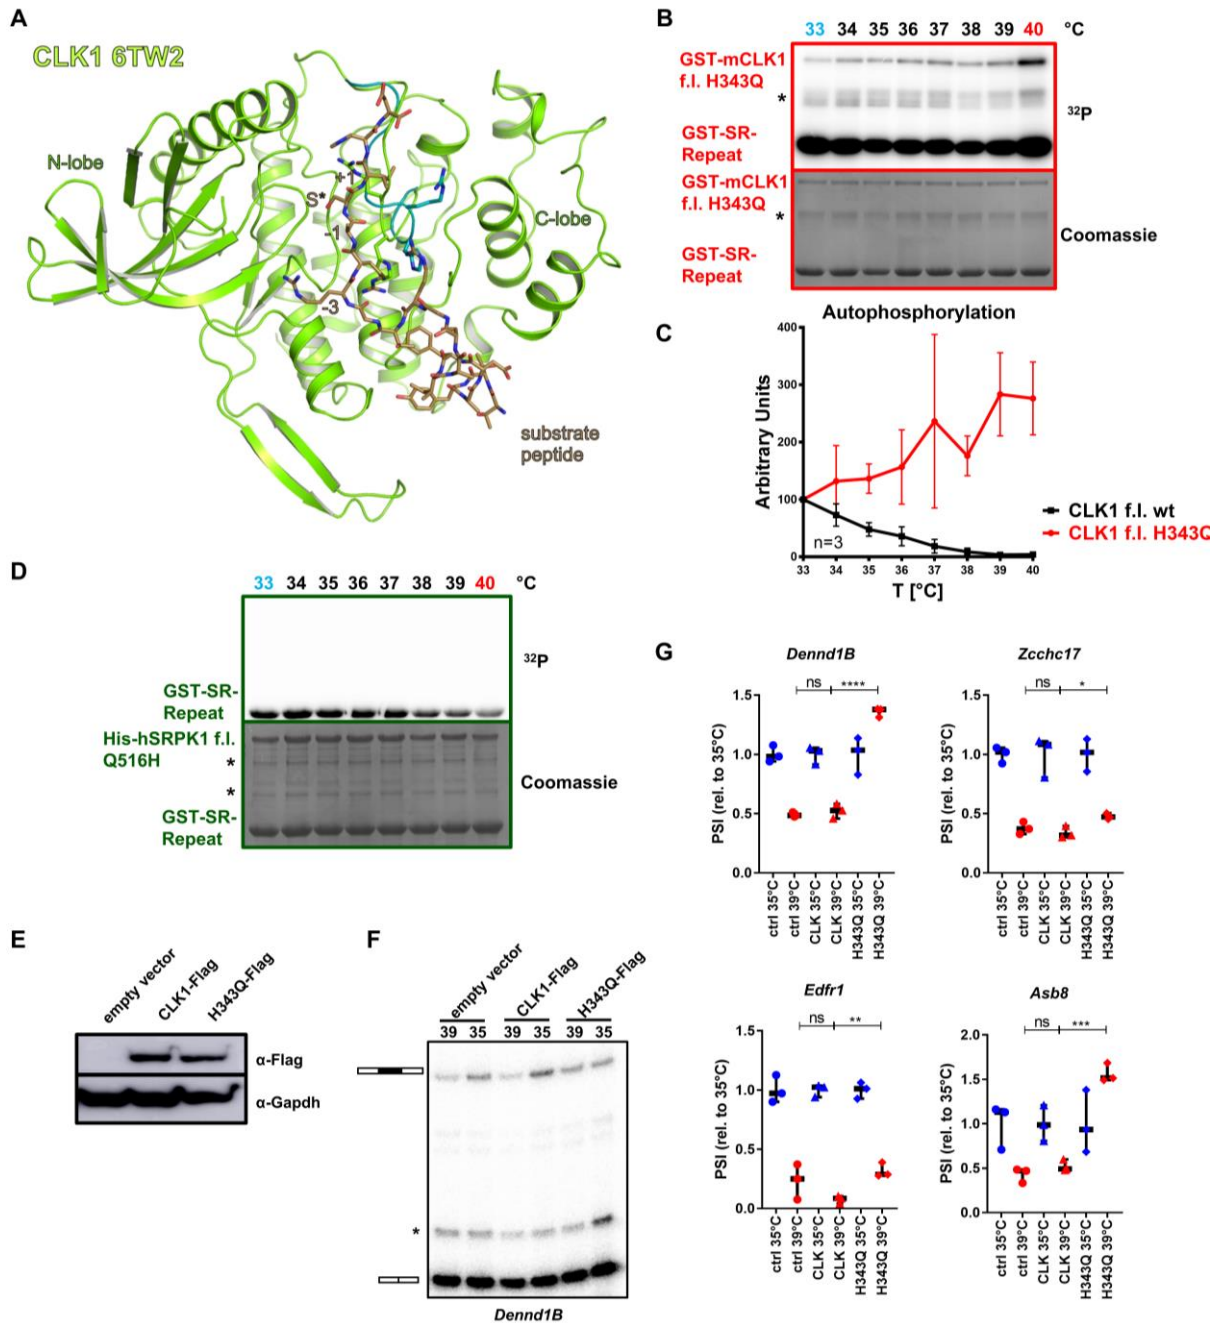 A
CLK1 6TW2
N-lobe
C-lobe
+1
S*
-1
-3
substrate
peptide
B
33 34 35 36 37 38 39 40 °C
GST-mCLK1
f.l. H343Q
*
GST-SR-
Repeat
32P
GST-mCLK1
f.l. H343Q
*
GST-SR-
Repeat
Coomassie
C
Autophosphorylation
Arbitrary Units
400
300
200
100
0
n=3
33 34 35 36 37 38 39 40
T [°C]
CLK1 f.l. wt
CLK1 f.l. H343Q
D
33 34 35 36 37 38 39 40 °C
32P
GST-SR-
Repeat
His-hSRPK1 f.l.
Q516H
*
*
GST-SR-
Repeat
Coomassie
E
empty vector
CLK1-Flag
H343Q-Flag
α-Flag
α-Gapdh
F
empty vector
CLK1-Flag
H343Q-Flag
39 35 39 35 39 35
*
Dennd1B
G
Dennd1B
ns ****
PSI (rel. to 35°C)
1.5
1.0
0.5
0.0
ctrl 35°C
ctrl 39°C
CLK 35°C
CLK 39°C
H343Q 35°C
H343Q 39°C
Zcchc17
ns *
PSI (rel. to 35°C)
1.5
1.0
0.5
0.0
ctrl 35°C
ctrl 39°C
CLK 35°C
CLK 39°C
H343Q 35°C
H343Q 39°C
Edfr1
ns **
PSI (rel. to 35°C)
1.5
1.0
0.5
0.0
ctrl 35°C
ctrl 39°C
CLK 35°C
CLK 39°C
H343Q 35°C
H343Q 39°C
Asb8
ns ***
PSI (rel. to 35°C)
2.0
1.5
1.0
0.5
0.0
ctrl 35°C
ctrl 39°C
CLK 35°C
CLK 39°C
H343Q 35°C
H343Q 39°C